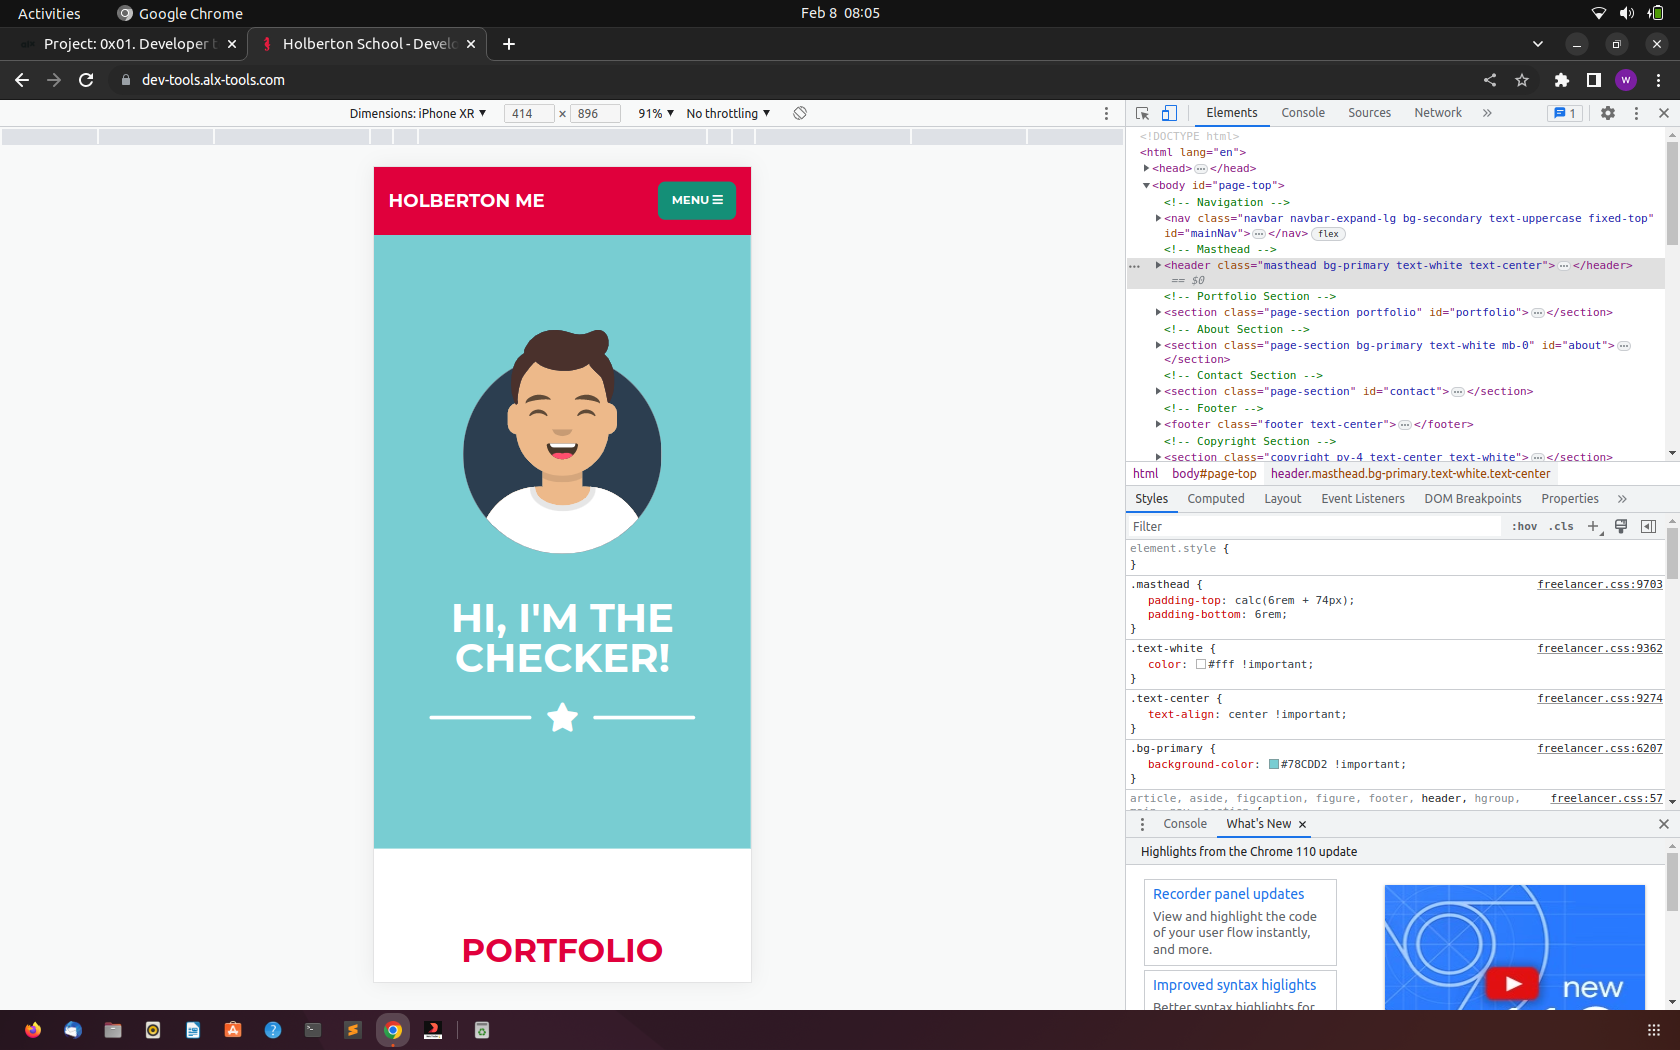 Activities
Google Chrome
Feb 8 08:05
Project: 0x01. Developer t
Holberton School - Develo
dev-tools.alx-tools.com
W
Dimensions: iPhone XR
414 × 896
91%
No throttling
HOLBERTON ME
MENU
HI, I'M THE
CHECKER!
PORTFOLIO
Elements
Console
Sources
Network
»
1
<!DOCTYPE html>
<html lang="en">
<head>…</head>
<body id="page-top">
<!-- Navigation -->
<nav class="navbar navbar-expand-lg bg-secondary text-uppercase fixed-top"
id="mainNav">…</nav> flex
<!-- Masthead -->
<header class="masthead bg-primary text-white text-center">…</header>
== $0
<!-- Portfolio Section -->
<section class="page-section portfolio" id="portfolio">…</section>
<!-- About Section -->
<section class="page-section bg-primary text-white mb-0" id="about">…
</section>
<!-- Contact Section -->
<section class="page-section" id="contact">…</section>
<!-- Footer -->
<footer class="footer text-center">…</footer>
<!-- Copyright Section -->
<section class="copyright py-4 text-center text-white">…</section>
html body#page-top header.masthead.bg-primary.text-white.text-center
Styles Computed Layout Event Listeners DOM Breakpoints Properties »
Filter
:hov .cls +
element.style {
}
.masthead {
freelancer.css:9703
padding-top: calc(6rem + 74px);
padding-bottom: 6rem;
}
.text-white {
freelancer.css:9362
color: #fff !important;
}
.text-center {
freelancer.css:9274
text-align: center !important;
}
.bg-primary {
freelancer.css:6207
background-color: #78CDD2 !important;
}
article, aside, figcaption, figure, footer, header, hgroup,
freelancer.css:57
main, nav, section {
Console
What's New
Highlights from the Chrome 110 update
Recorder panel updates
View and highlight the code
of your user flow instantly,
and more.
Improved syntax higlights
Better syntax highlights for
new